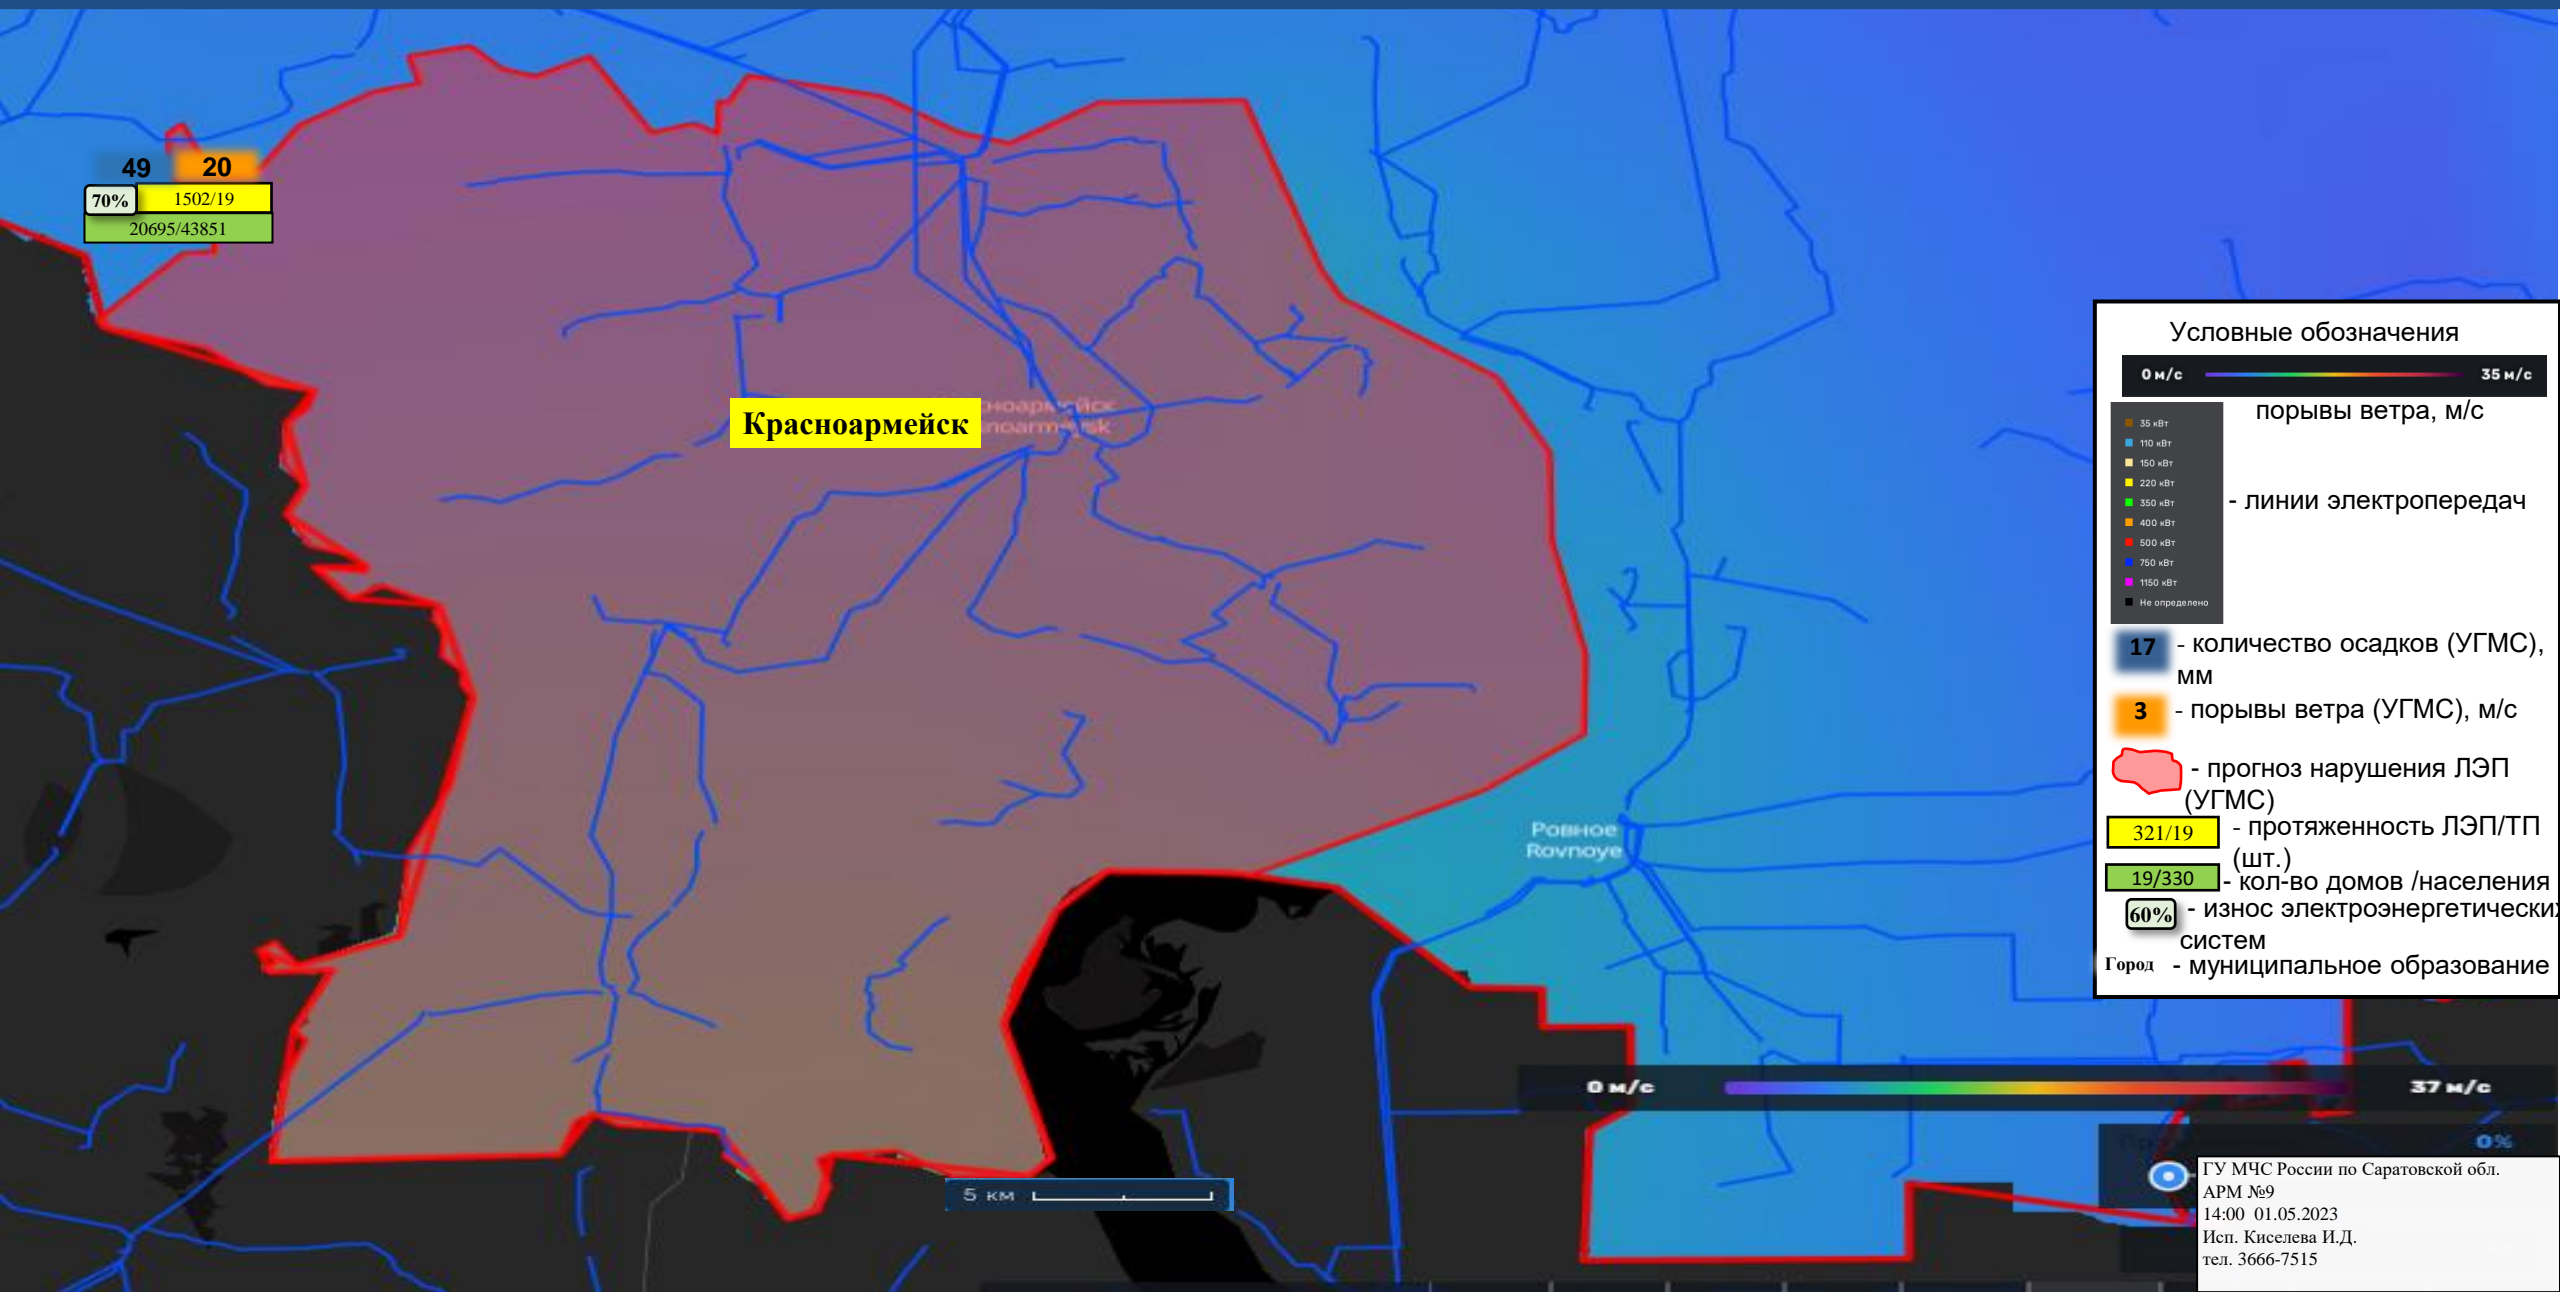 49 20
70% 1502/19
20695/43851
Красноармейск
Ровное
Rovnoye
5 км
Условные обозначения
0 м/с 35 м/с
порывы ветра, м/с
35 кВт
110 кВт
150 кВт
220 кВт
350 кВт
400 кВт
500 кВт
750 кВт
1150 кВт
Не определено
- линии электропередач
17 - количество осадков (УГМС),
мм
3 - порывы ветра (УГМС), м/с
- прогноз нарушения ЛЭП
(УГМС)
321/19 - протяженность ЛЭП/ТП
(шт.)
19/330 - кол-во домов /населения
60% - износ электроэнергетически
систем
Город - муниципальное образование
0 м/с 37 м/с
0%
ГУ МЧС России по Саратовской обл.
АРМ №9
14:00 01.05.2023
Исп. Киселева И.Д.
тел. 3666-7515